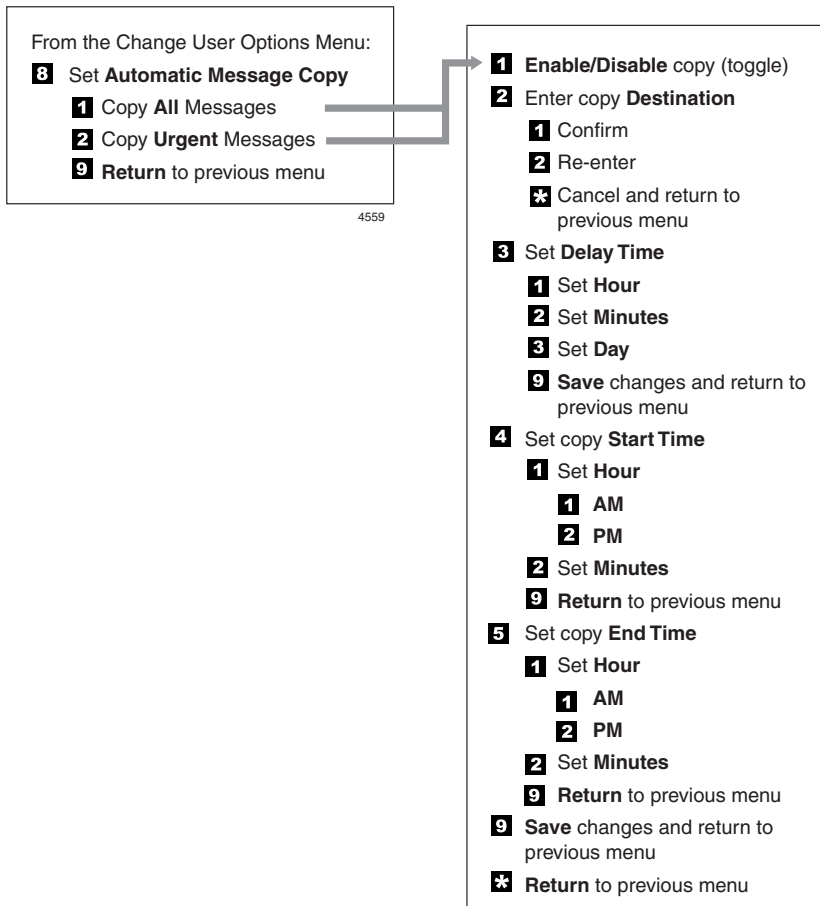 From the Change User Options Menu:
8 Set Automatic Message Copy
1 Copy All Messages
2 Copy Urgent Messages
9 Return to previous menu
4559
1 Enable/Disable copy (toggle)
2 Enter copy Destination
1 Confirm
2 Re-enter
* Cancel and return to
previous menu
3 Set Delay Time
1 Set Hour
2 Set Minutes
3 Set Day
9 Save changes and return to
previous menu
4 Set copy Start Time
1 Set Hour
1 AM
2 PM
2 Set Minutes
9 Return to previous menu
5 Set copy End Time
1 Set Hour
1 AM
2 PM
2 Set Minutes
9 Return to previous menu
9 Save changes and return to
previous menu
* Return to previous menu